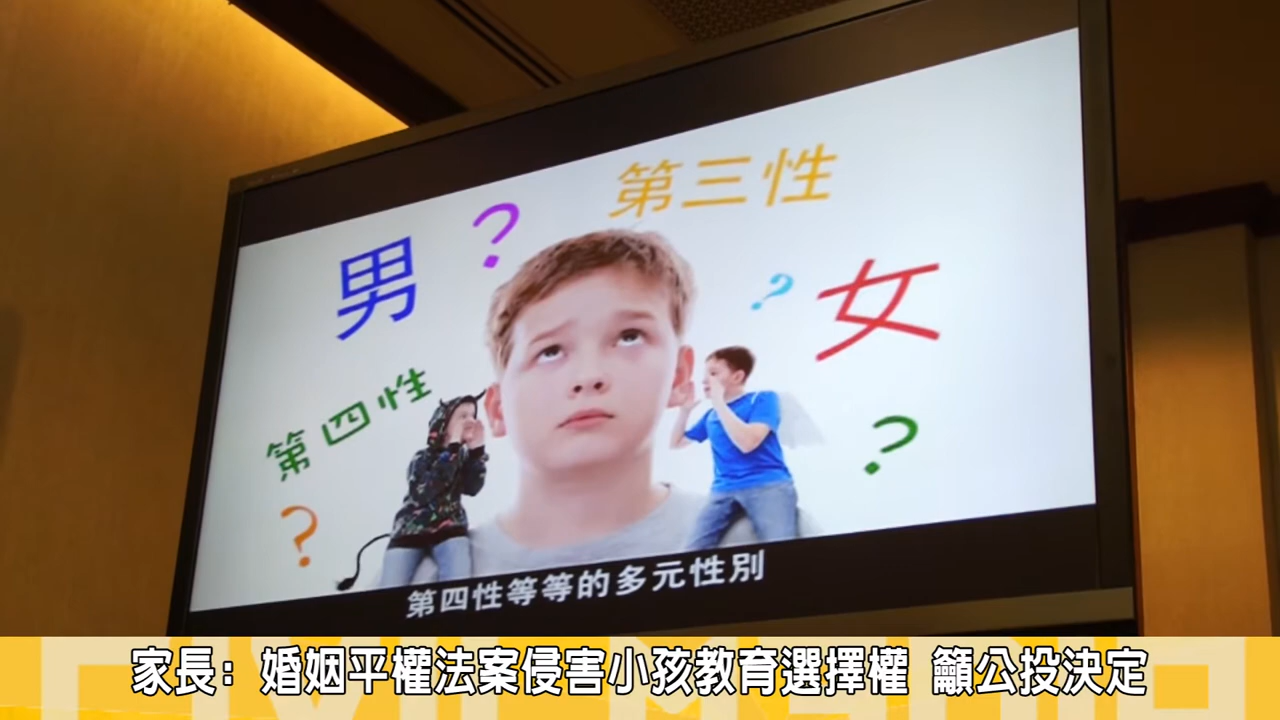 第三性
男
?
?
女
第四性
?
?
第四性等等的多元性別
家長：婚姻平權法案侵害小孩教育選擇權 籲公投決定